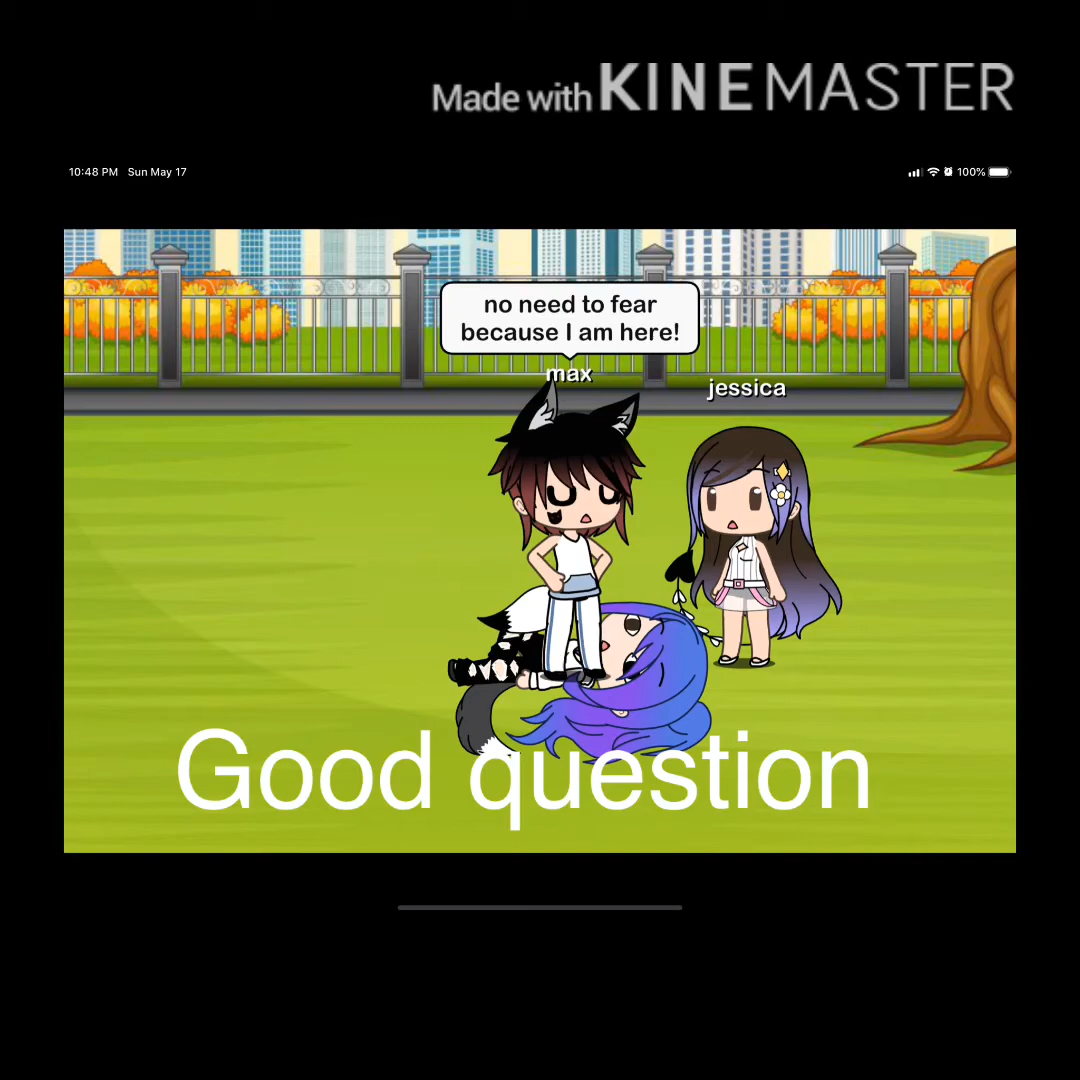 Made with KINEMASTER
10:48 PM Sun May 17
100%
no need to fear
because I am here!
max
jessica
Good question